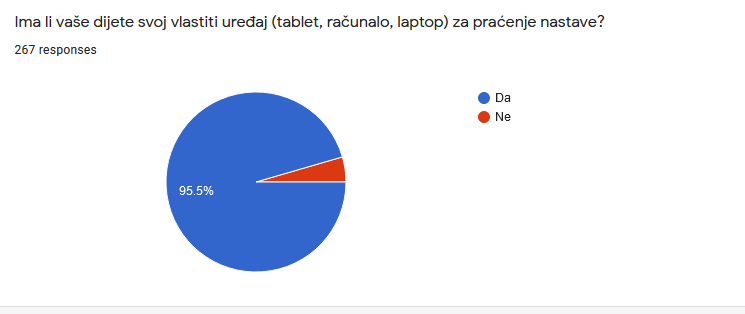 Ima li vaše dijete svoj vlastiti uređaj (tablet, računalo, laptop) za praćenje nastave?
267 responses
Da
Ne
95.5%